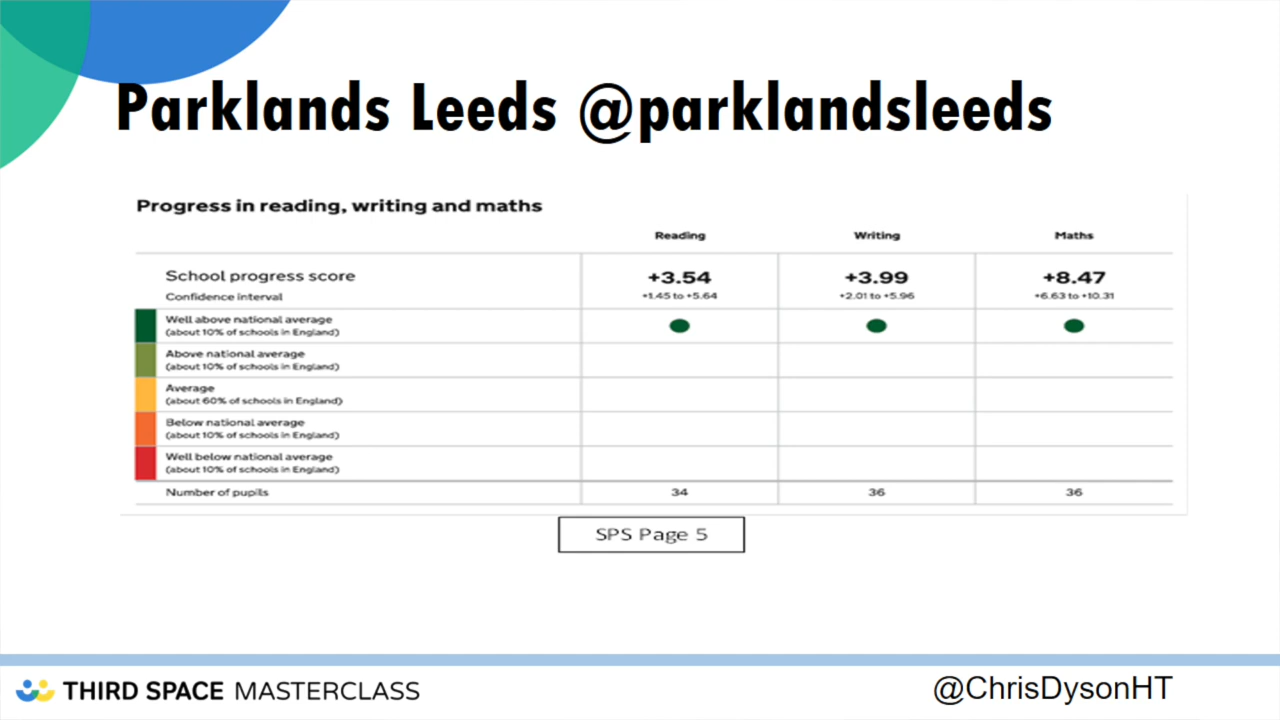 Parklands Leeds @parklandsleeds
Progress in reading, writing and maths
Reading Writing Maths
School progress score +3.54 +3.99 +8.47
Confidence interval +1.45 to +5.64 +2.01 to +5.96 +6.63 to +10.31
Well above national average
(about 10% of schools in England)
Above national average
(about 10% of schools in England)
Average
(about 60% of schools in England)
Below national average
(about 10% of schools in England)
Well below national average
(about 10% of schools in England)
Number of pupils 34 36 36
SPS Page 5
THIRD SPACE MASTERCLASS
@ChrisDysonHT